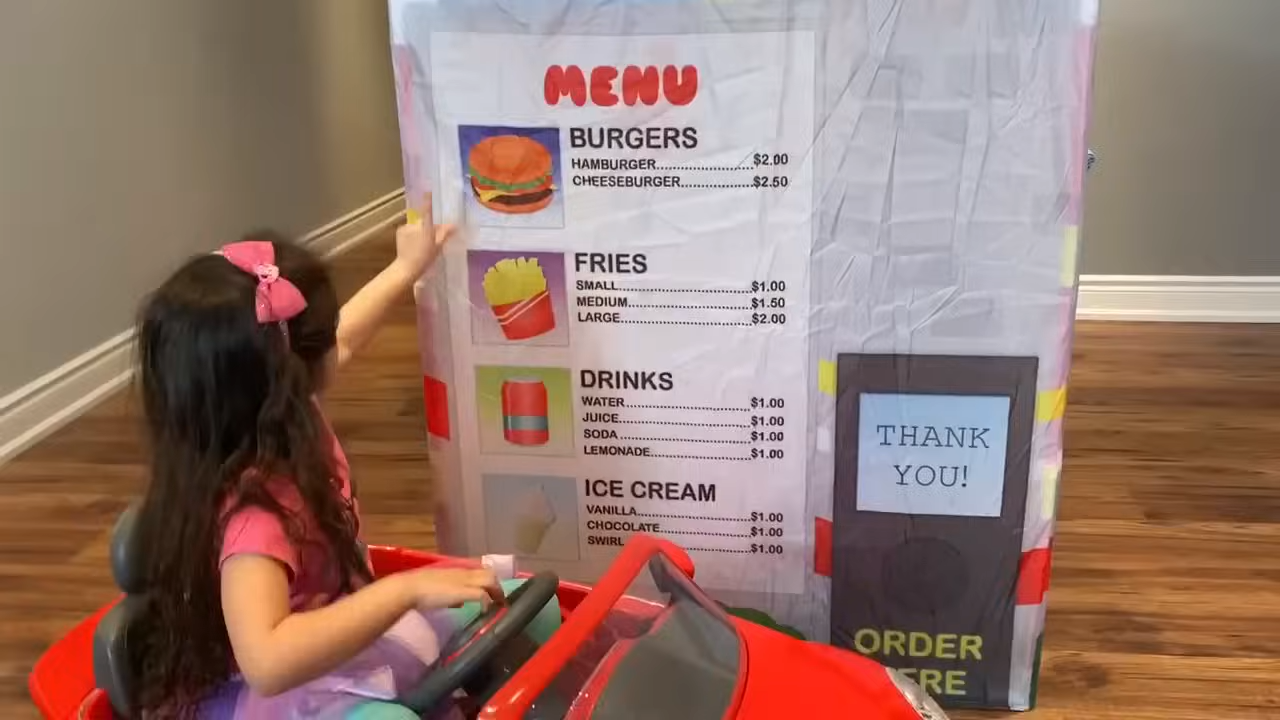 MENU
BURGERS
HAMBURGER..........................$2.00
CHEESEBURGER....................$2.50
FRIES
SMALL....................................$1.00
MEDIUM..................................$1.50
LARGE....................................$2.00
DRINKS
WATER....................................$1.00
JUICE......................................$1.00
SODA......................................$1.00
LEMONADE.............................$1.00
ICE CREAM
VANILLA..................................$1.00
CHOCOLATE...........................$1.00
SWIRL....................................$1.00
THANK
YOU!
ORDER